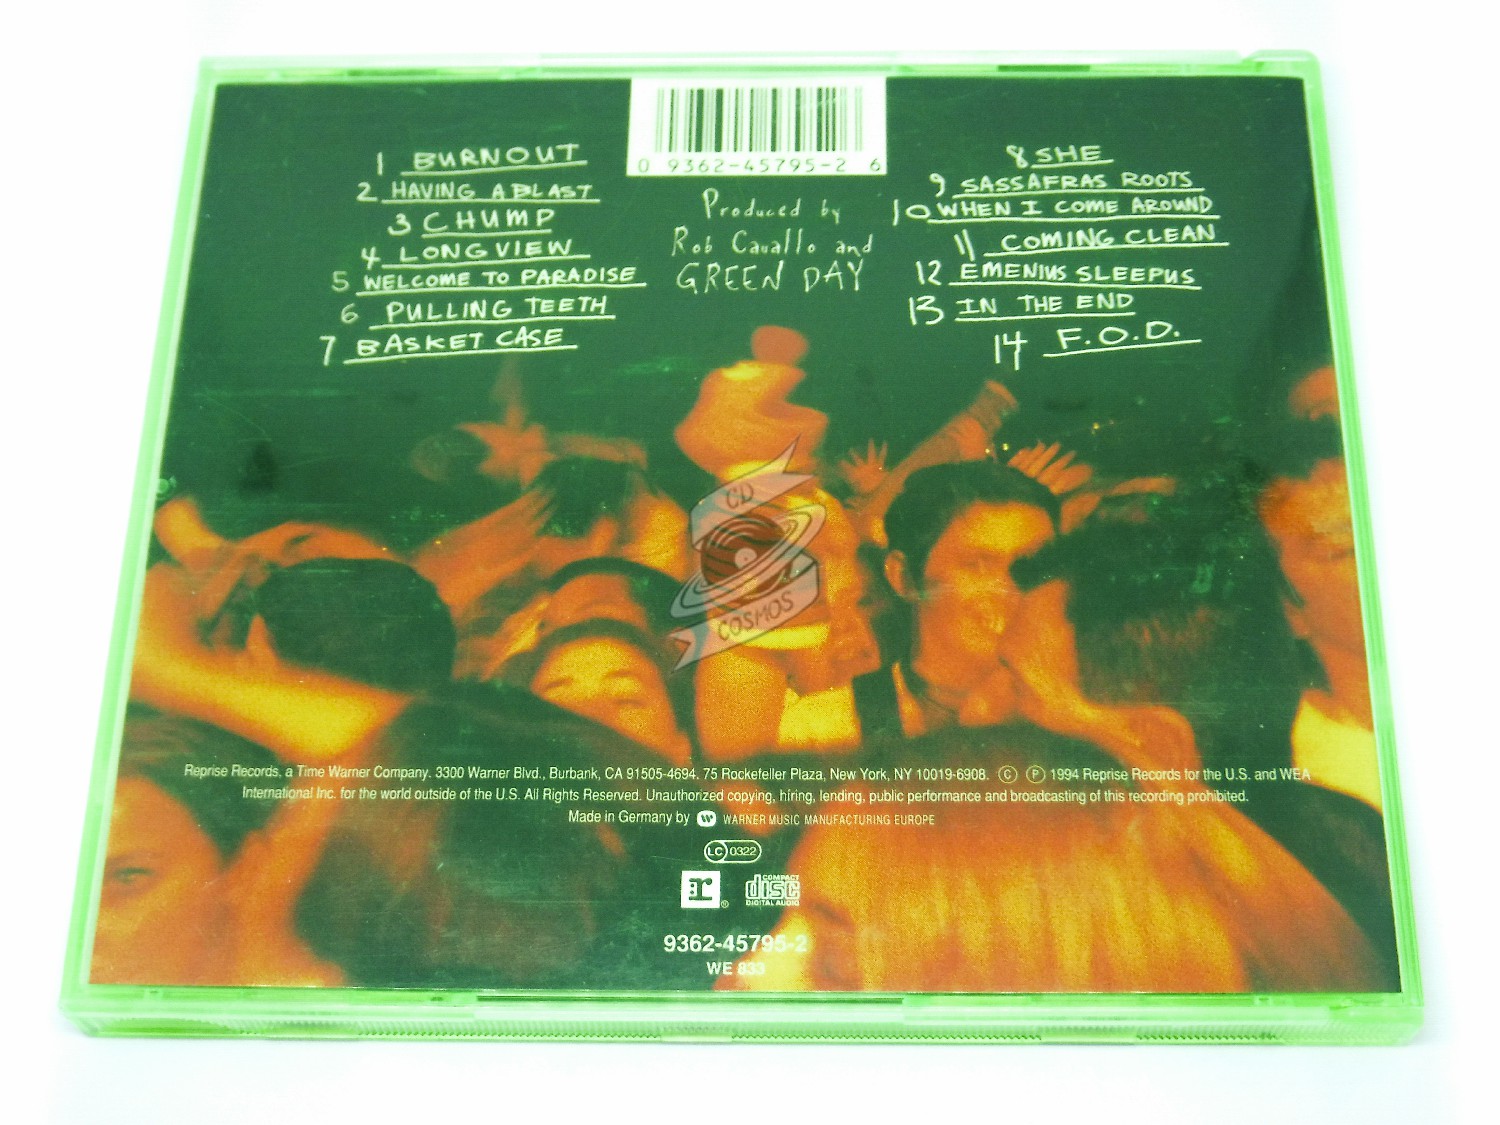 0 9362-45795-2 6
1 BURNOUT
2 HAVING A BLAST
3 CHUMP
4 LONGVIEW
5 WELCOME TO PARADISE
6 PULLING TEETH
7 BASKET CASE
Produced by
Rob Cavallo and
GREEN DAY
8 SHE
9 SASSAFRAS ROOTS
10 WHEN I COME AROUND
11 COMING CLEAN
12 EMENIUS SLEEPUS
13 IN THE END
14 F.O.D.
CD
COSMOS
Reprise Records, a Time Warner Company. 3300 Warner Blvd., Burbank, CA 91505-4694. 75 Rockefeller Plaza, New York, NY 10019-6908. © ℗ 1994 Reprise Records for the U.S. and WEA
International Inc. for the world outside of the U.S. All Rights Reserved. Unauthorized copying, hiring, lending, public performance and broadcasting of this recording prohibited.
Made in Germany by W WARNER MUSIC MANUFACTURING EUROPE
LC 0322
r ® COMPACT disc DIGITAL AUDIO
9362-45795-2
WE 833